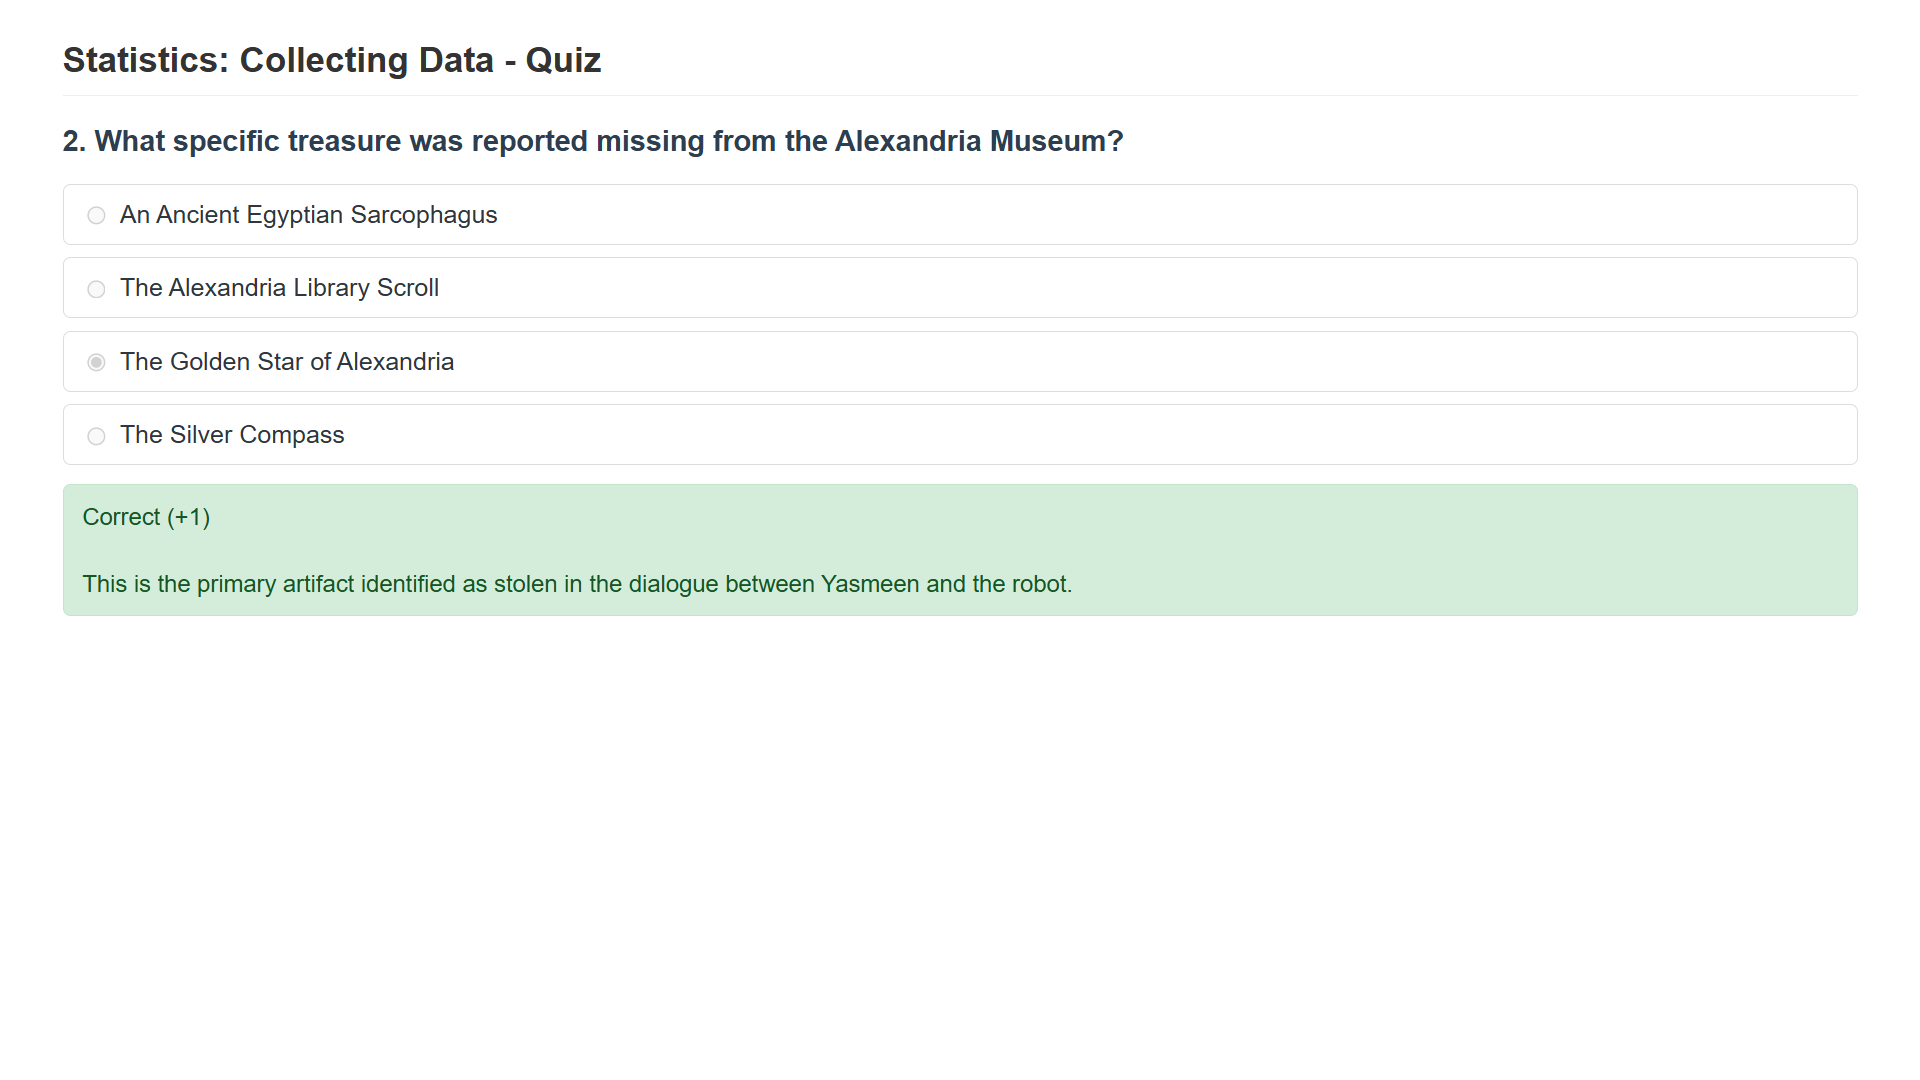 Statistics: Collecting Data - Quiz
2. What specific treasure was reported missing from the Alexandria Museum?
An Ancient Egyptian Sarcophagus
The Alexandria Library Scroll
The Golden Star of Alexandria
The Silver Compass
Correct (+1)
This is the primary artifact identified as stolen in the dialogue between Yasmeen and the robot.